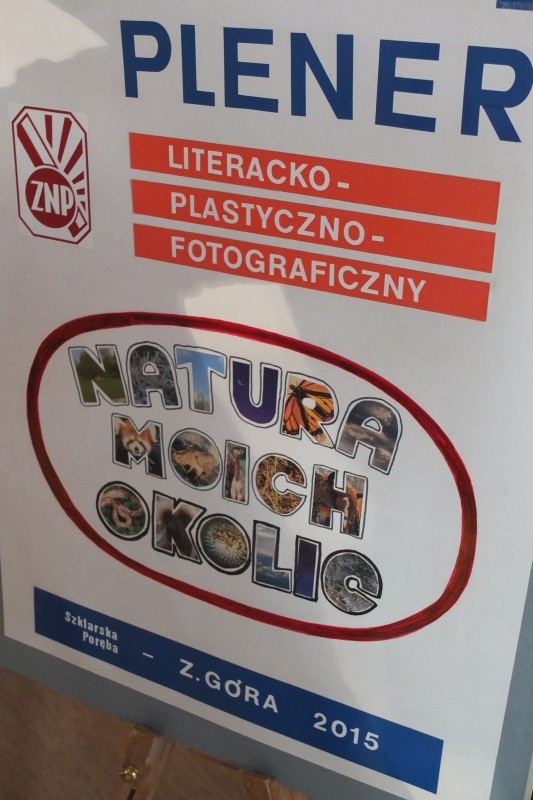 PLENER
ZNP
LITERACKO-
PLASTYCZNO-
FOTOGRAFICZNY
NATURA
MOICH
OKOLIC
Szklarska
Poręba
– Z.GÓRA 2015